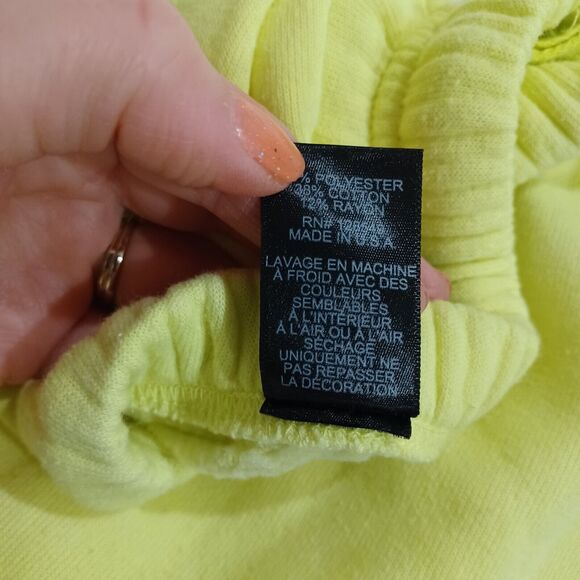 % POLYESTER
38% COTTON
12% RAYON
RN#
MADE IN U.S.A
LAVAGE EN MACHINE
À FROID AVEC DES
COULEURS
SEMBLABLES
À L'INTÉRIEUR
À L'AIR OU À L'AIR
SÉCHAGE
UNIQUEMENT NE
PAS REPASSER
LA DÉCORATION